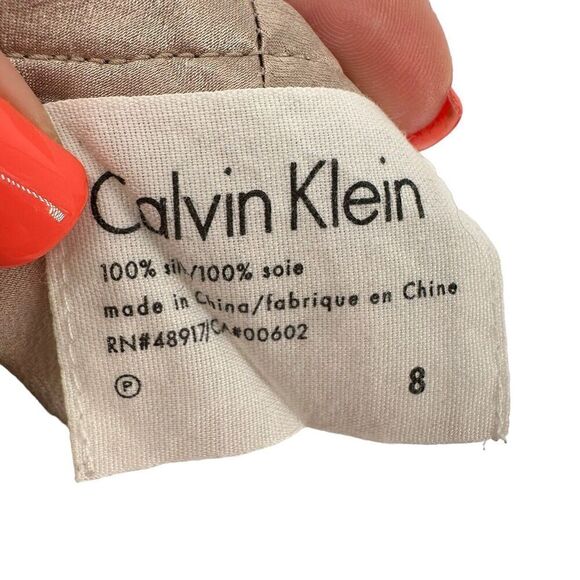 Calvin Klein
100% silk/100% soie
made in China/fabrique en Chine
RN#48917/CA#00602
P 8